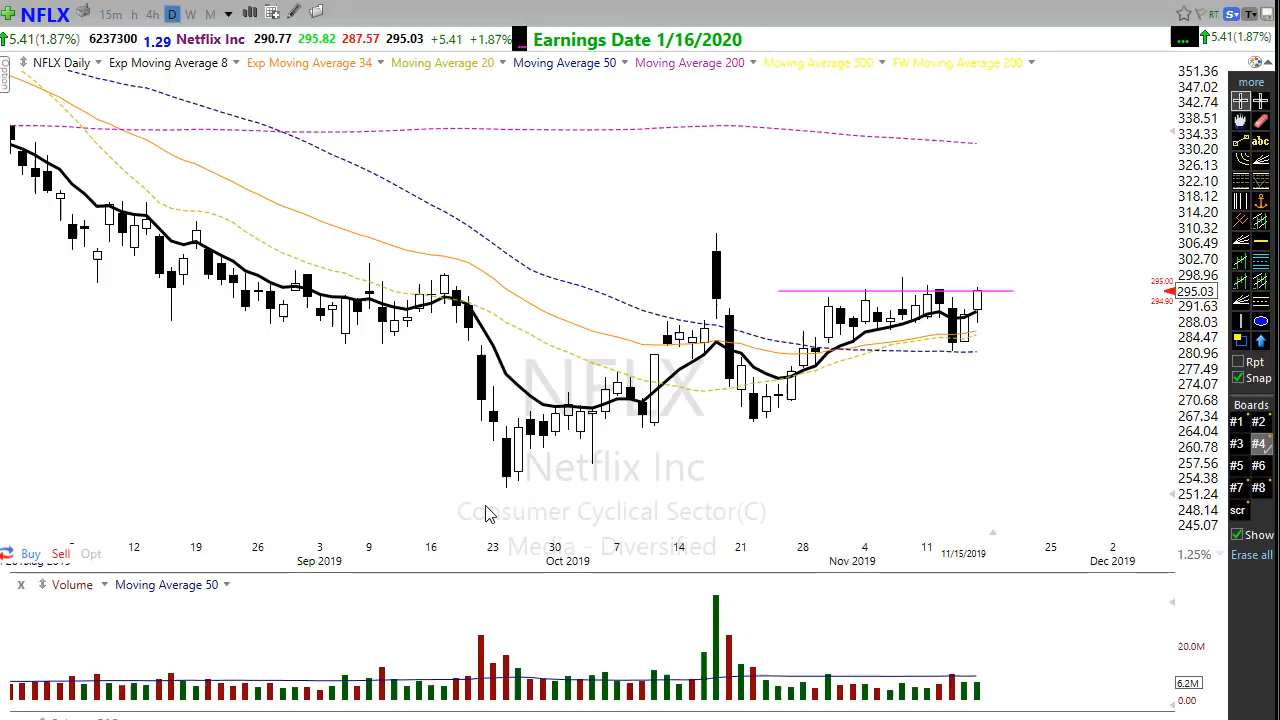 NFLX 15m h 4h D W M RT S T
5.41(1.87%) 6237300 1.29 Netflix Inc 290.77 295.82 287.57 295.03 +5.41 +1.87% ... Earnings Date 1/16/2020 ... 5.41(1.87%)
Option
NFLX Daily Exp Moving Average 8 Exp Moving Average 34 Moving Average 20 Moving Average 50 Moving Average 200 Moving Average 500 FW Moving Average 200
351.36
347.02
342.74
338.51
334.33
330.20
326.13
322.10
318.12
314.20
310.32
306.49
302.70
298.96
295.00
295.03
294.90
291.63
288.03
284.47
280.96
277.49
274.07
270.68
267.34
264.04
260.78
257.56
254.38
251.24
248.14
245.07
1.25%
more
abc
Rpt
Snap
Boards
#1 #2
#3 #4
#5 #6
#7 #8
scr
Show
Erase all
NFLX
Netflix Inc
Consumer Cyclical Sector(C)
Media - Diversified
Buy Sell Opt
12 19 26 3 9 16 23 30 7 14 21 28 4 11 11/15/2019 25 2
2019 Sep 2019 Oct 2019 Nov 2019 Dec 2019
X Volume Moving Average 50
20.0M
6.2M
0.00